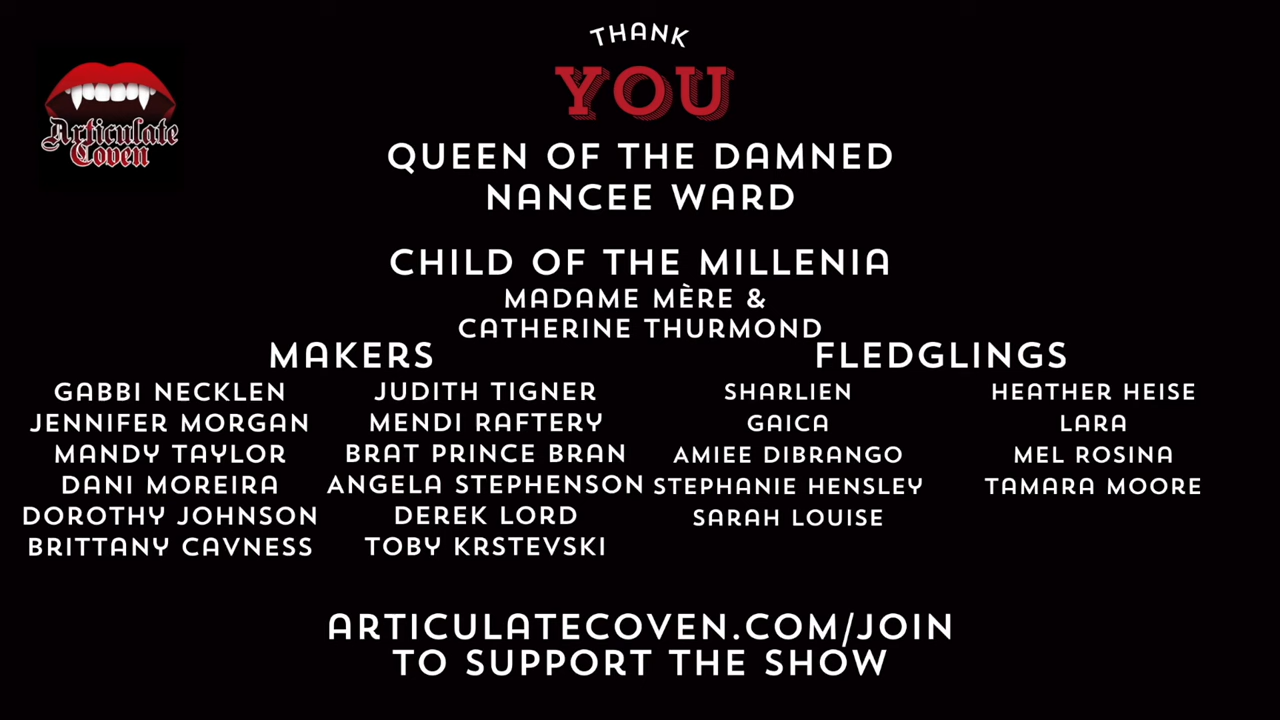 Articulate
Coven
THANK
YOU
QUEEN OF THE DAMNED
NANCEE WARD
CHILD OF THE MILLENIA
MADAME MÈRE &
CATHERINE THURMOND
MAKERS
GABBI NECKLEN
JENNIFER MORGAN
MANDY TAYLOR
DANI MOREIRA
DOROTHY JOHNSON
BRITTANY CAVNESS
JUDITH TIGNER
MENDI RAFTERY
BRAT PRINCE BRAN
ANGELA STEPHENSON
DEREK LORD
TOBY KRSTEVSKI
FLEDGLINGS
SHARLIEN
GAICA
AMIEE DIBRANGO
STEPHANIE HENSLEY
SARAH LOUISE
HEATHER HEISE
LARA
MEL ROSINA
TAMARA MOORE
ARTICULATECOVEN.COM/JOIN
TO SUPPORT THE SHOW